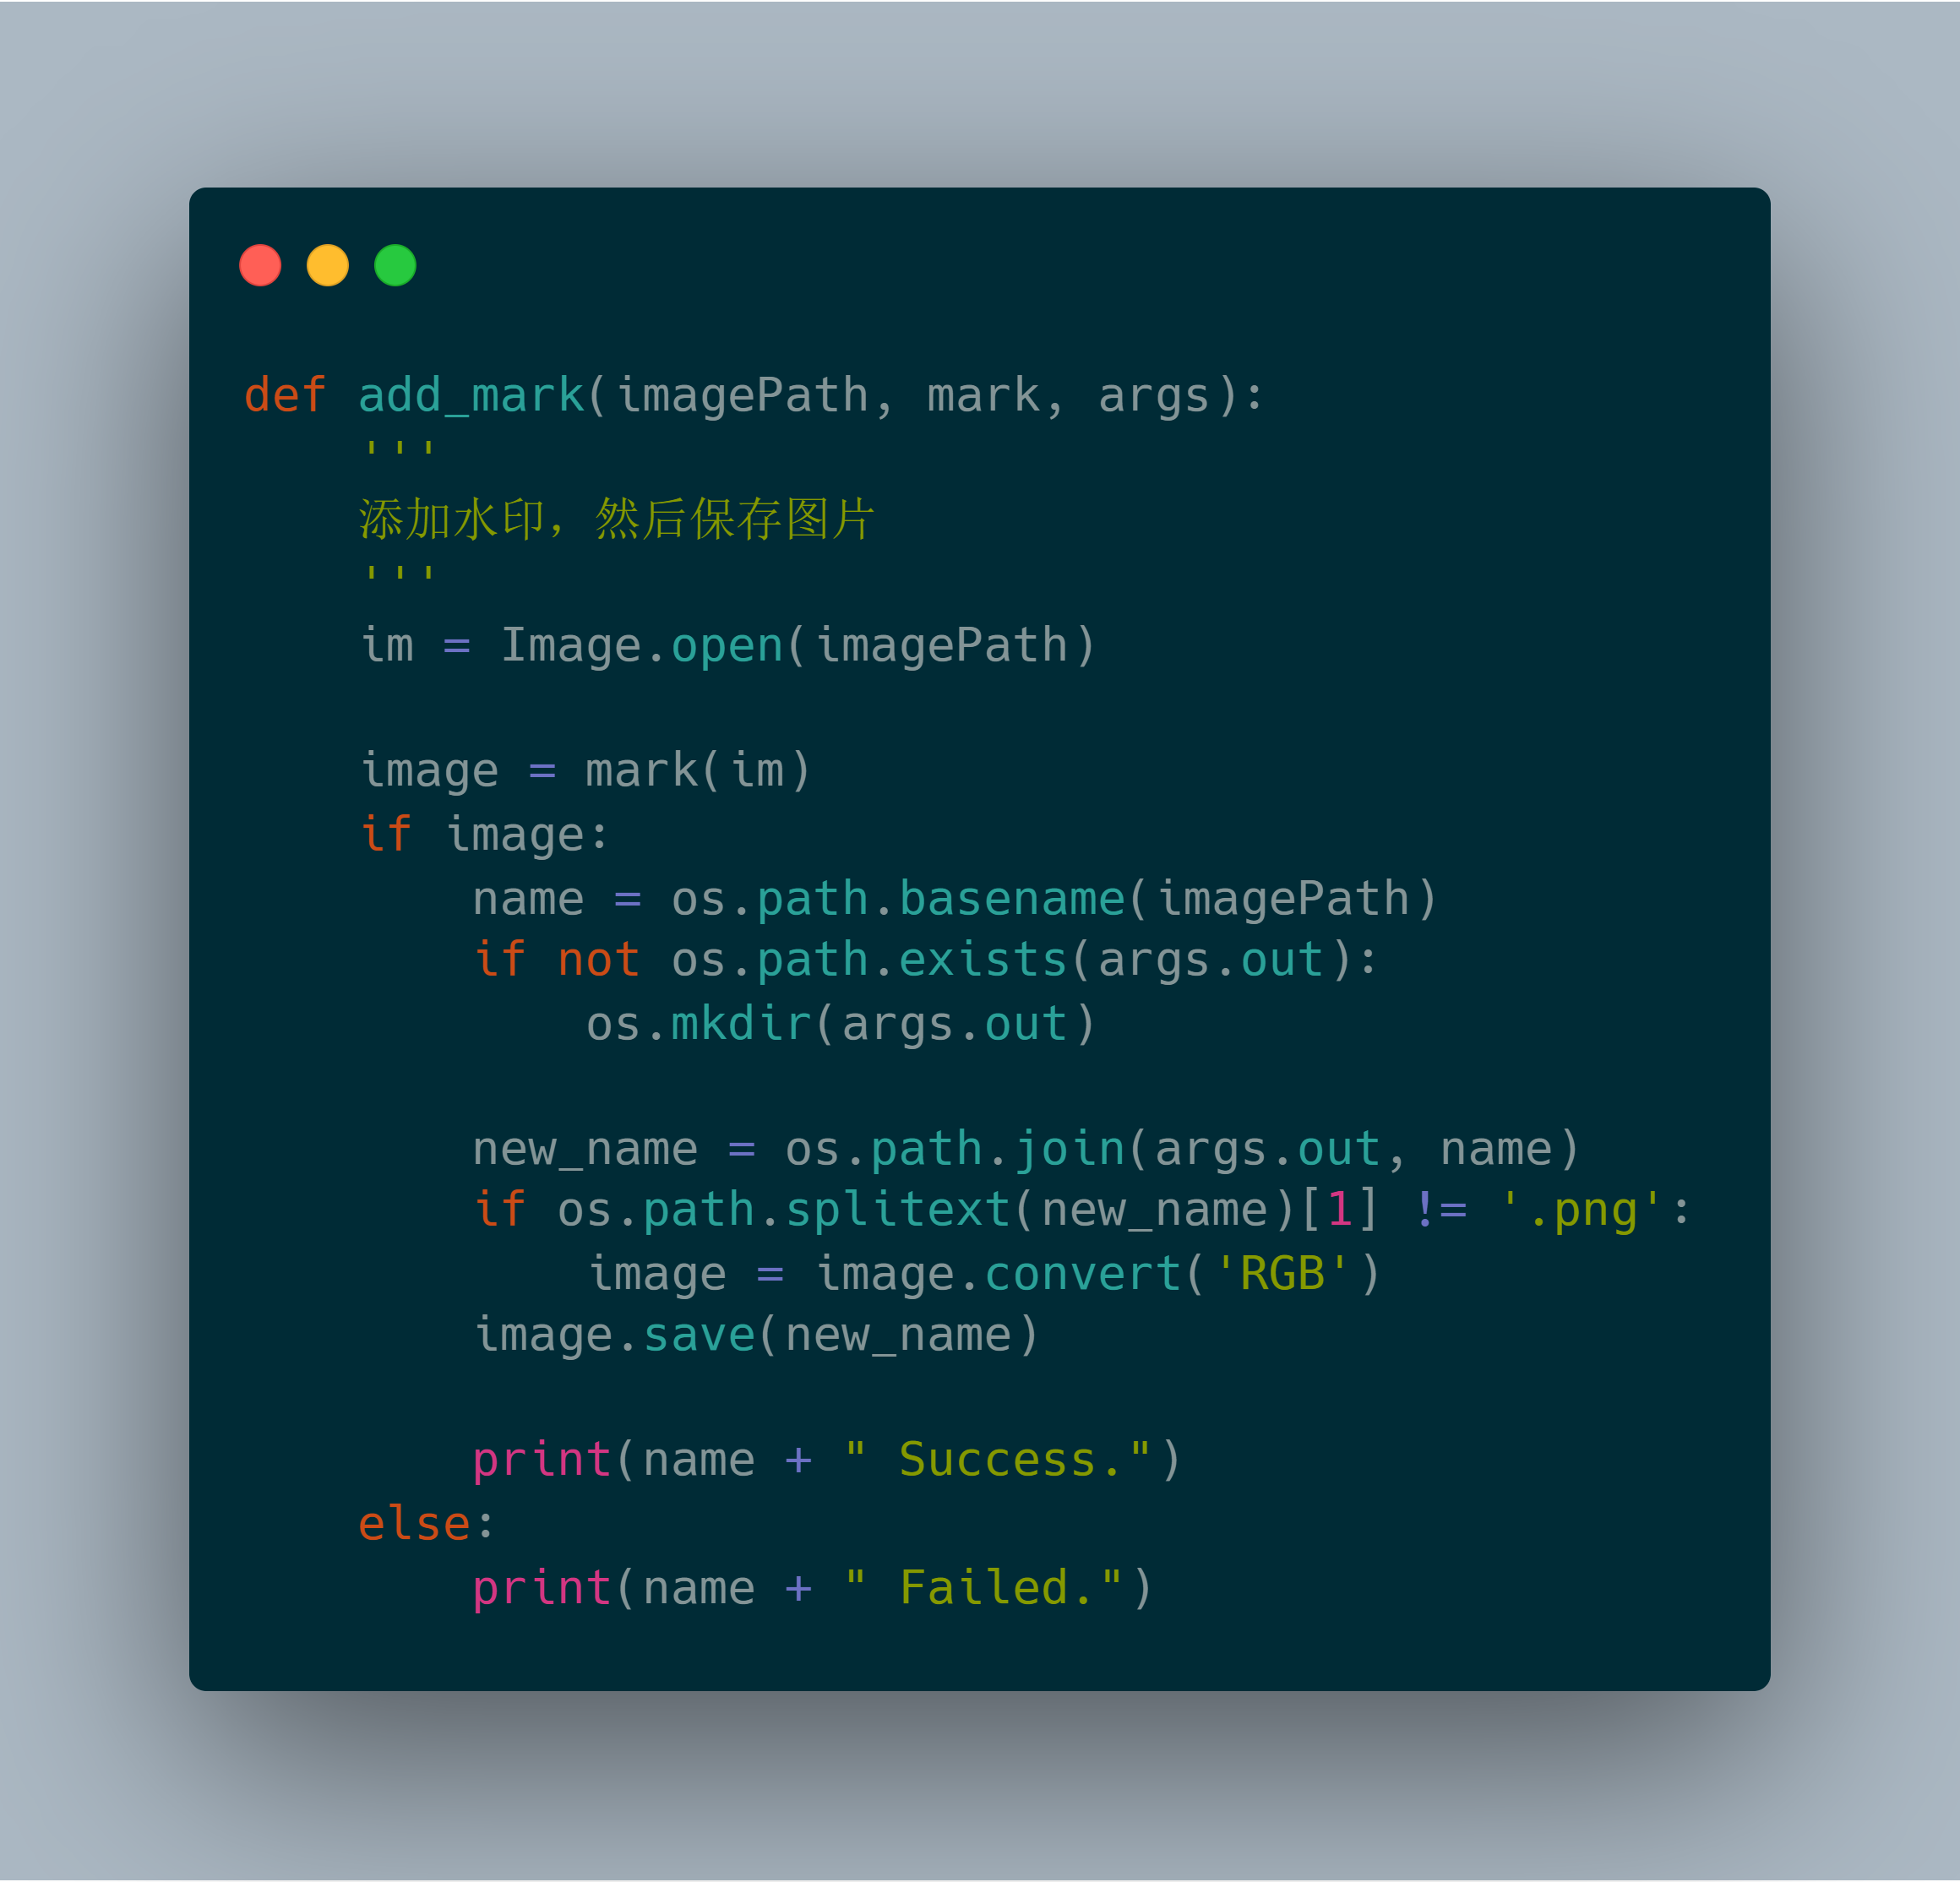 def add_mark(imagePath, mark, args):
    '''
    添加水印，然后保存图片
    '''
    im = Image.open(imagePath)

    image = mark(im)
    if image:
        name = os.path.basename(imagePath)
        if not os.path.exists(args.out):
            os.mkdir(args.out)

        new_name = os.path.join(args.out, name)
        if os.path.splitext(new_name)[1] != '.png':
            image = image.convert('RGB')
        image.save(new_name)

        print(name + " Success.")
    else:
        print(name + " Failed.")